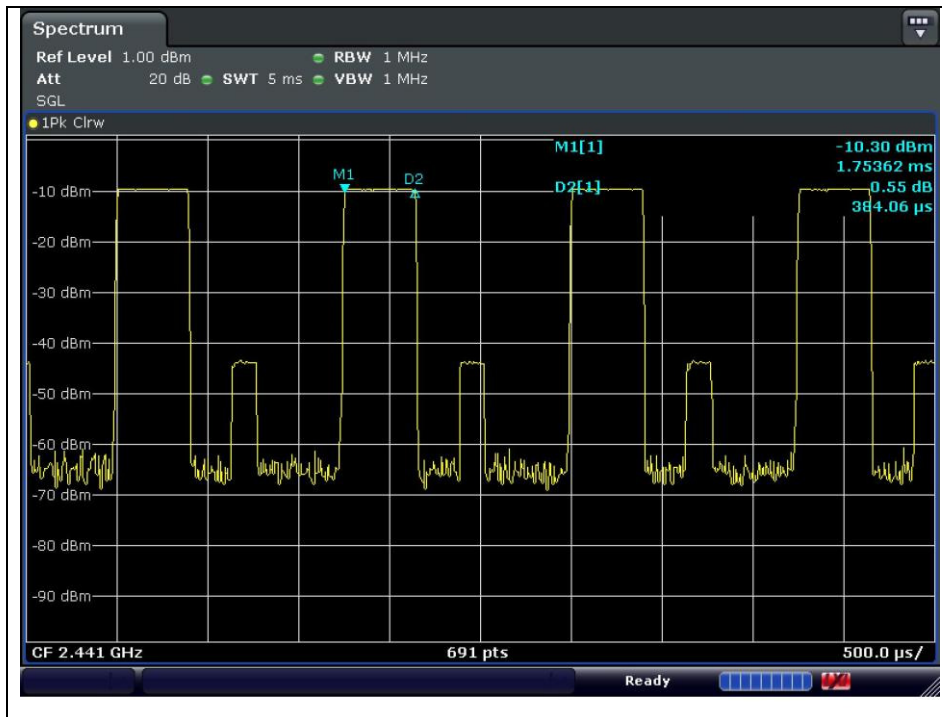 Spectrum
Ref Level 1.00 dBm RBW 1 MHz
Att 20 dB SWT 5 ms VBW 1 MHz
SGL
1Pk Clrw
M1[1] -10.30 dBm
1.75362 ms
D2[1] 0.55 dB
384.06 µs
M1
D2
-10 dBm
-20 dBm
-30 dBm
-40 dBm
-50 dBm
-60 dBm
-70 dBm
-80 dBm
-90 dBm
CF 2.441 GHz 691 pts 500.0 µs/
Ready